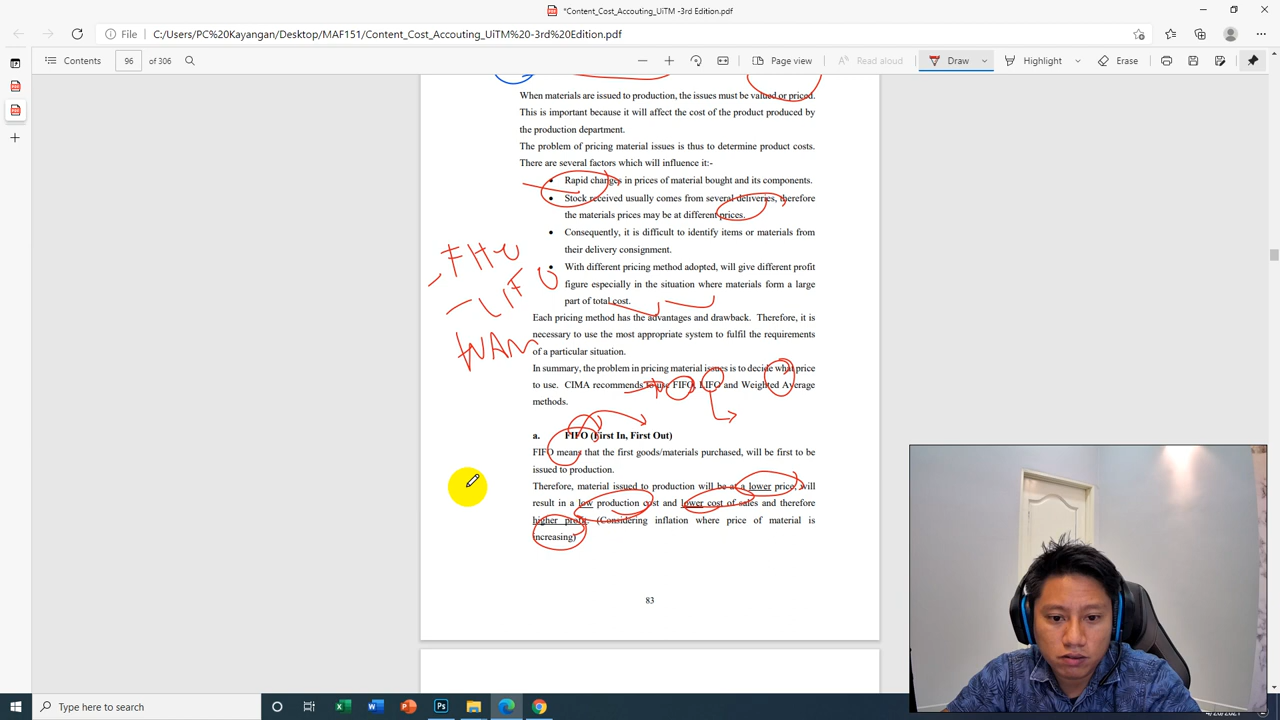 *Content_Cost_Accouting_UiTM -3rd Edition.pdf
File
C:/Users/PC%20Kayangan/Desktop/MAF151/Content_Cost_Accouting_UiTM%20-3rd%20Edition.pdf
Contents
96 of 306
Page view
Read aloud
Draw
Highlight
Erase
When materials are issued to production, the issues must be valued or priced.
This is important because it will affect the cost of the product produced by
the production department.
The problem of pricing material issues is thus to determine product costs.
There are several factors which will influence it:-
• Rapid changes in prices of material bought and its components.
• Stock received usually comes from several deliveries, therefore
the materials prices may be at different prices.
• Consequently, it is difficult to identify items or materials from
their delivery consignment.
• With different pricing method adopted, will give different profit
figure especially in the situation where materials form a large
part of total cost.
LIFO
WAM
Each pricing method has the advantages and drawback. Therefore, it is
necessary to use the most appropriate system to fulfil the requirements
of a particular situation.
In summary, the problem in pricing material issues is to decide what price
to use. CIMA recommends to use FIFO, LIFO and Weighted Average
methods.
a. FIFO (First In, First Out)
FIFO means that the first goods/materials purchased, will be first to be
issued to production.
Therefore, material issued to production will be at a lower price, will
result in a low production cost and lower cost of sales and therefore
higher profit. (Considering inflation where price of material is
increasing)
83
Type here to search